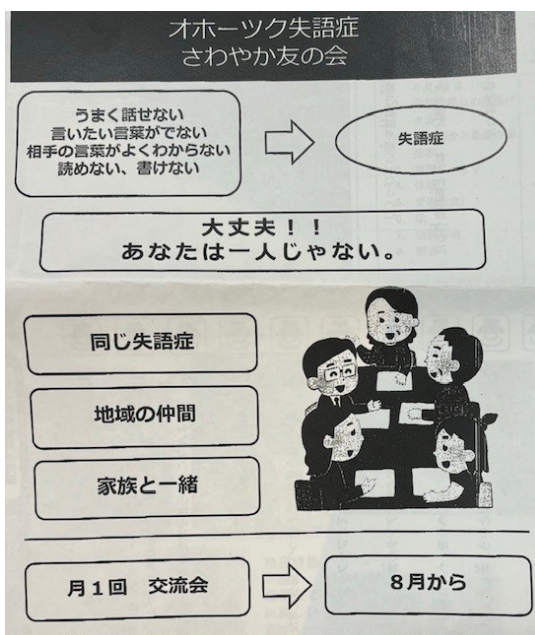 オホーツク失語症
さわやか友の会
うまく話せない
言いたい言葉がでない
相手の言葉がよくわからない
読めない、書けない
失語症
大丈夫！！
あなたは一人じゃない。
同じ失語症
地域の仲間
家族と一緒
月１回　交流会
８月から